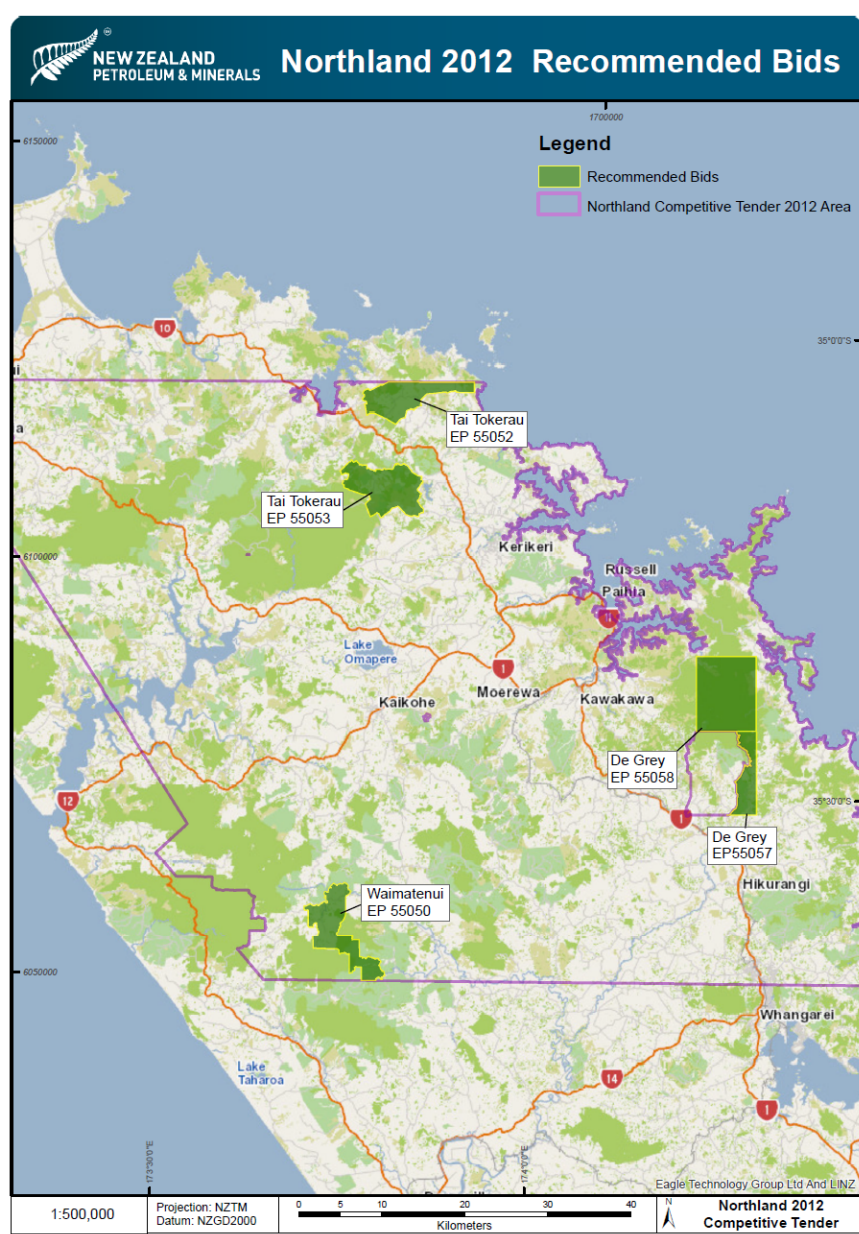 NEW ZEALAND
PETROLEUM & MINERALS
®
Northland 2012 Recommended Bids
1700000
6150000
Legend
Recommended Bids
Northland Competitive Tender 2012 Area
10
35°0'0"S
ui
Tai Tokerau
EP 55052
a
Tai Tokerau
EP 55053
Kerikeri
6100000
Russell
Paihia
1
Lake
Omapere
1
Moerewa
Kaikohe
Kawakawa
De Grey
EP 55058
12
35°30'0"S
1
De Grey
EP55057
Hikurangi
Waimatenui
EP 55050
6050000
Whangarei
Lake
Taharoa
14
1
173°30'0"E
174°0'0"E
Eagle Technology Group Ltd And LINZ
1:500,000
Projection: NZTM
Datum: NZGD2000
0 5 10 20 30 40
Kilometers
N
Northland 2012
Competitive Tender